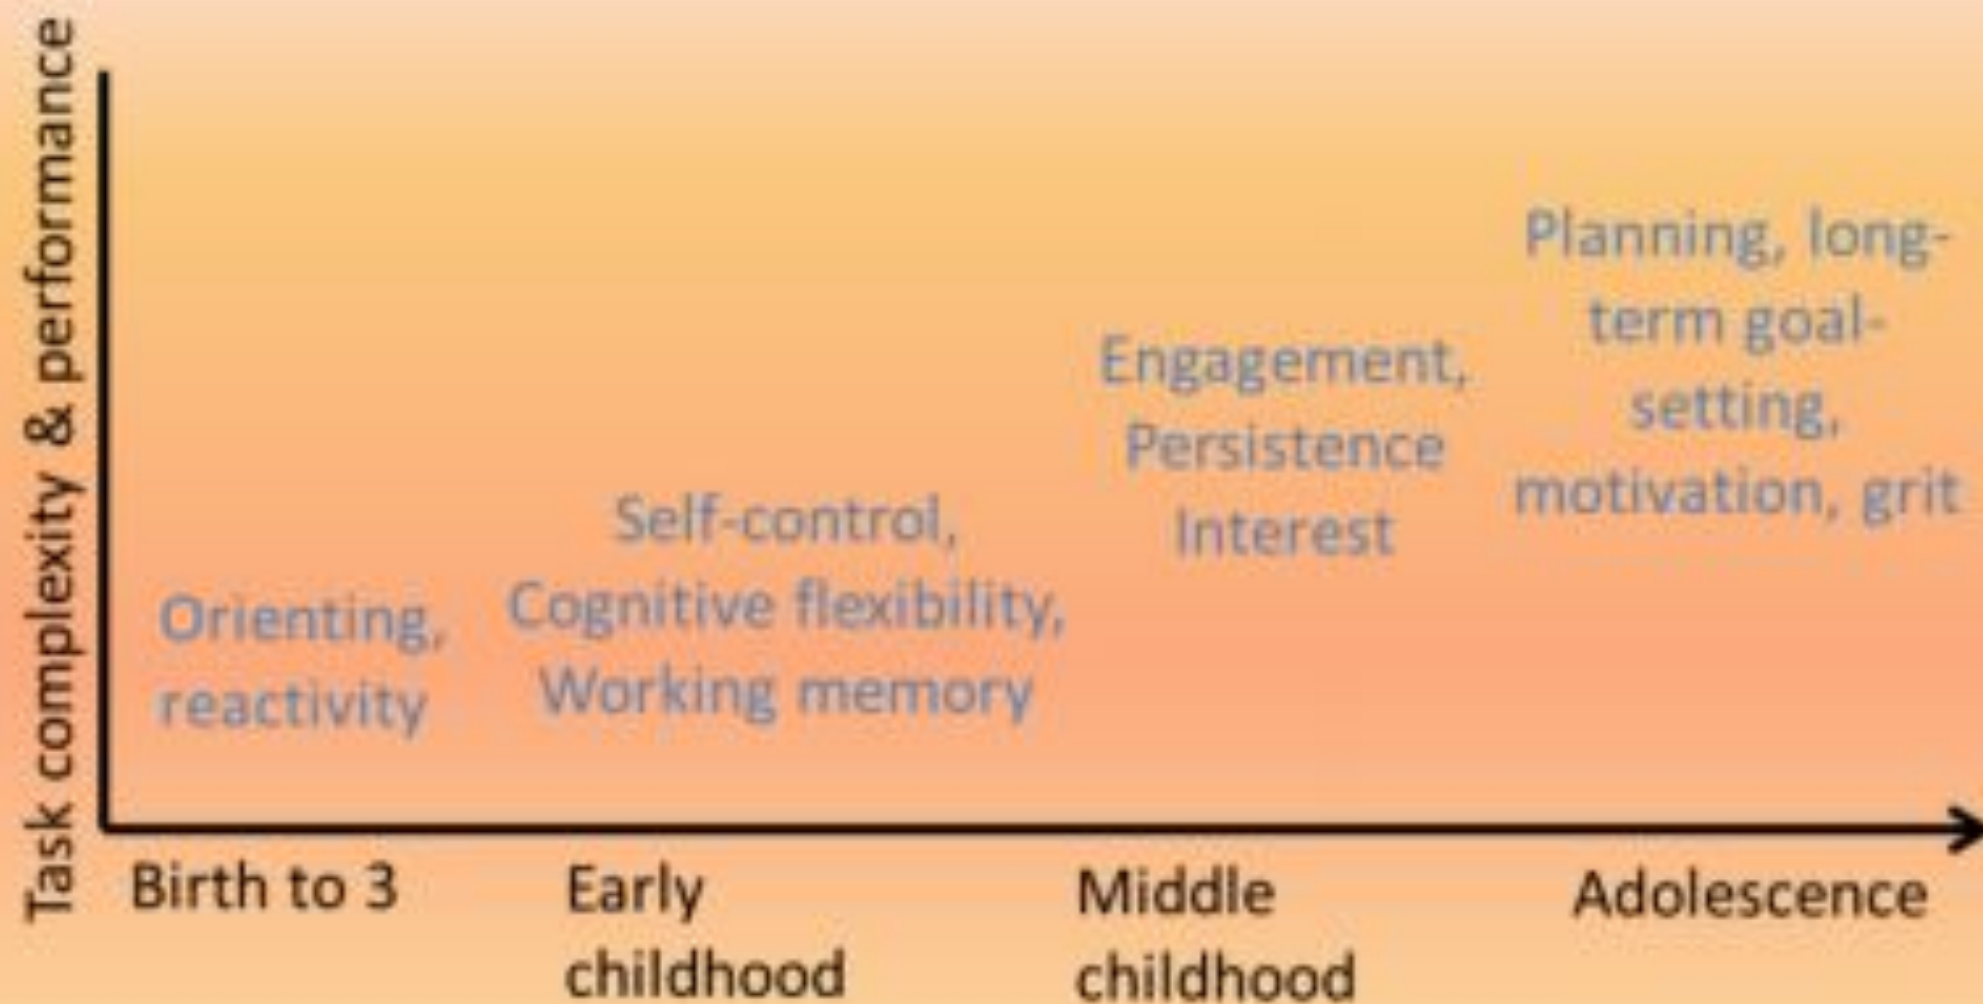 Task complexity & performance
Orienting,
reactivity
Self-control,
Cognitive flexibility,
Working memory
Engagement,
Persistence
Interest
Planning, long-
term goal-
setting,
motivation, grit
Birth to 3
Early
childhood
Middle
childhood
Adolescence